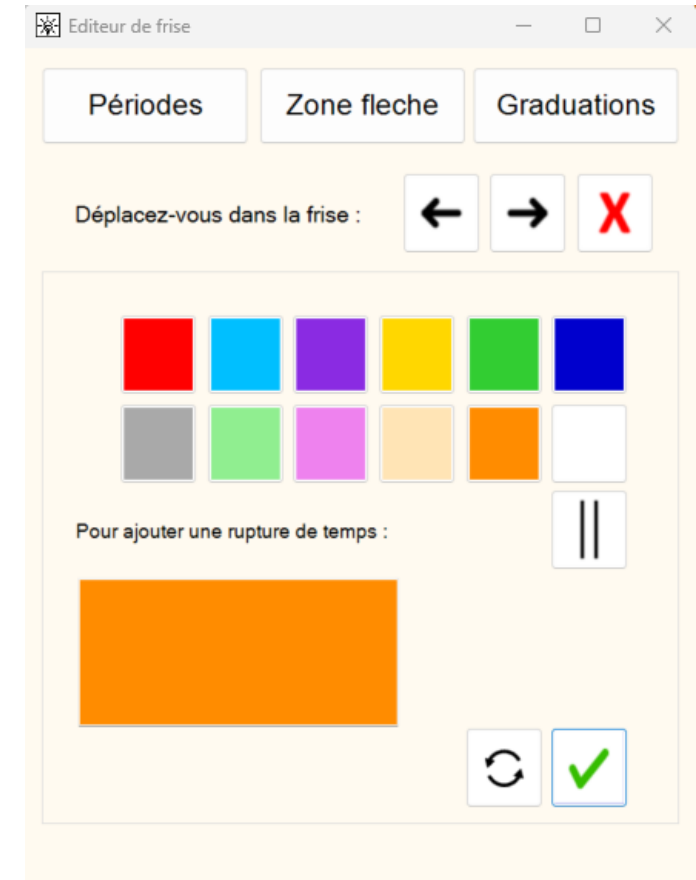 Editeur de frise
Périodes Zone fleche Graduations
Déplacez-vous dans la frise :
X
Pour ajouter une rupture de temps :